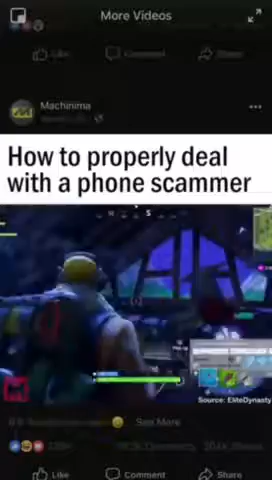 More Videos
Like Comment Share
Machinima
How to properly deal
with a phone scammer
S
Source: EliteDynasty
See More
Like Comment Share